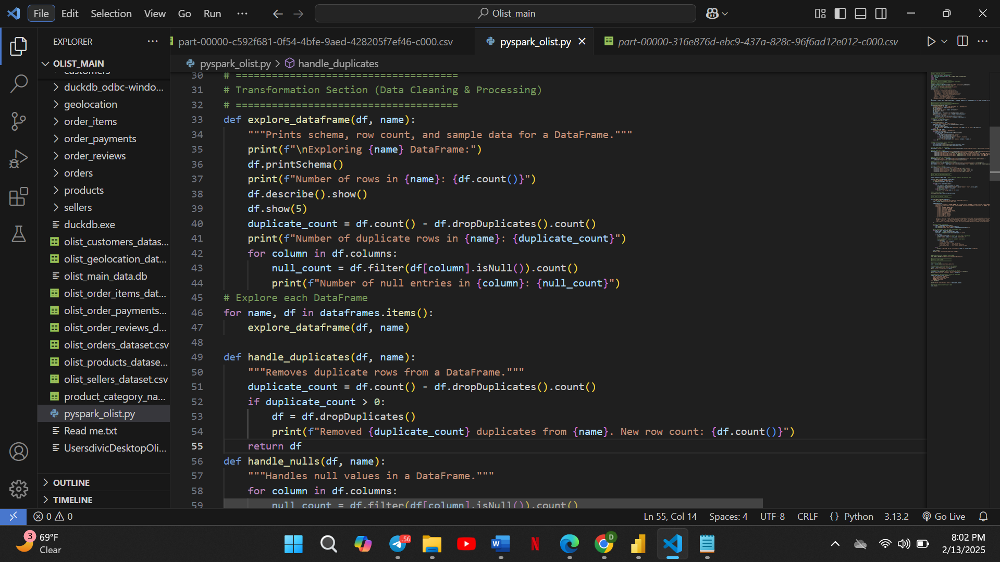 File Edit Selection View Go Run ··· Olist_main
EXPLORER ···
part-00000-c592f681-0f54-4bfe-9aed-428205f7ef46-c000.csv pyspark_olist.py part-00000-316e876d-ebc9-437a-828c-96f6ad12e012-c000.csv ···
OLIST_MAIN
customers
duckdb_odbc-windo...
geolocation
order_items
order_payments
order_reviews
orders
products
sellers
duckdb.exe
olist_customers_datas...
olist_geolocation_dat...
olist_main_data.db
olist_order_items_dat...
olist_order_payments...
olist_order_reviews_d...
olist_orders_dataset.csv
olist_products_datase...
olist_sellers_dataset.csv
product_category_na...
pyspark_olist.py
Read me.txt
UsersdivicDesktopOli...
OUTLINE
TIMELINE
pyspark_olist.py > handle_duplicates
30 # =====================================
31 # Transformation Section (Data Cleaning & Processing)
32 # =====================================
33 def explore_dataframe(df, name):
34     """Prints schema, row count, and sample data for a DataFrame."""
35     print(f"\nExploring {name} DataFrame:")
36     df.printSchema()
37     print(f"Number of rows in {name}: {df.count()}")
38     df.describe().show()
39     df.show(5)
40     duplicate_count = df.count() - df.dropDuplicates().count()
41     print(f"Number of duplicate rows in {name}: {duplicate_count}")
42     for column in df.columns:
43         null_count = df.filter(df[column].isNull()).count()
44         print(f"Number of null entries in {column}: {null_count}")
45 # Explore each DataFrame
46 for name, df in dataframes.items():
47     explore_dataframe(df, name)
48
49 def handle_duplicates(df, name):
50     """Removes duplicate rows from a DataFrame."""
51     duplicate_count = df.count() - df.dropDuplicates().count()
52     if duplicate_count > 0:
53         df = df.dropDuplicates()
54         print(f"Removed {duplicate_count} duplicates from {name}. New row count: {df.count()}")
55     return df
56 def handle_nulls(df, name):
57     """Handles null values in a DataFrame."""
58     for column in df.columns:
59         null_count = df.filter(df[column].isNull()).count()
0 0 Ln 55, Col 14 Spaces: 4 UTF-8 CRLF {} Python 3.13.2 Go Live
3 69°F
Clear
..56
W
N
D
8:02 PM
2/13/2025